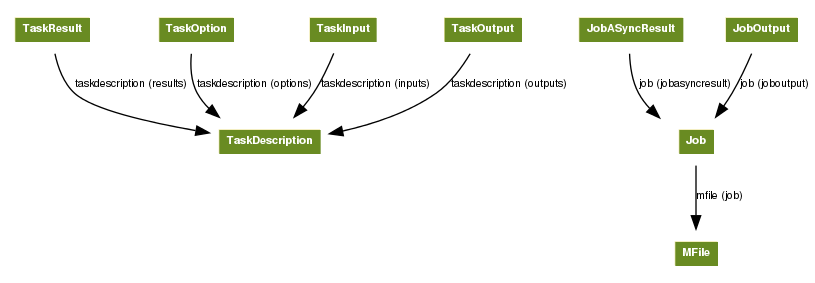 TaskResult TaskOption TaskInput TaskOutput JobASyncResult JobOutput
taskdescription (results) taskdescription (options) taskdescription (inputs) taskdescription (outputs) job (jobasyncresult) job (joboutput)
TaskDescription Job
mfile (job)
MFile